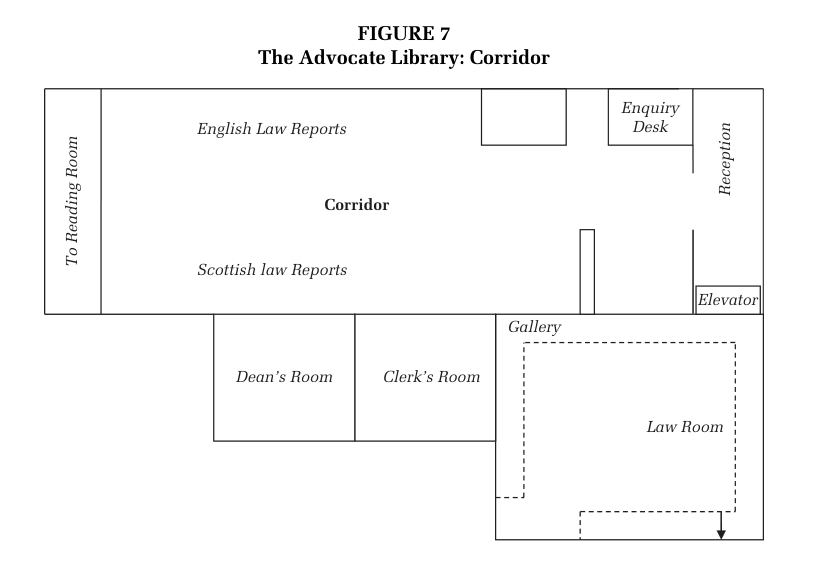 FIGURE 7
The Advocate Library: Corridor
Enquiry
Desk
English Law Reports
Reception
To Reading Room
Corridor
Scottish law Reports
Elevator
Gallery
Dean's Room
Clerk's Room
Law Room